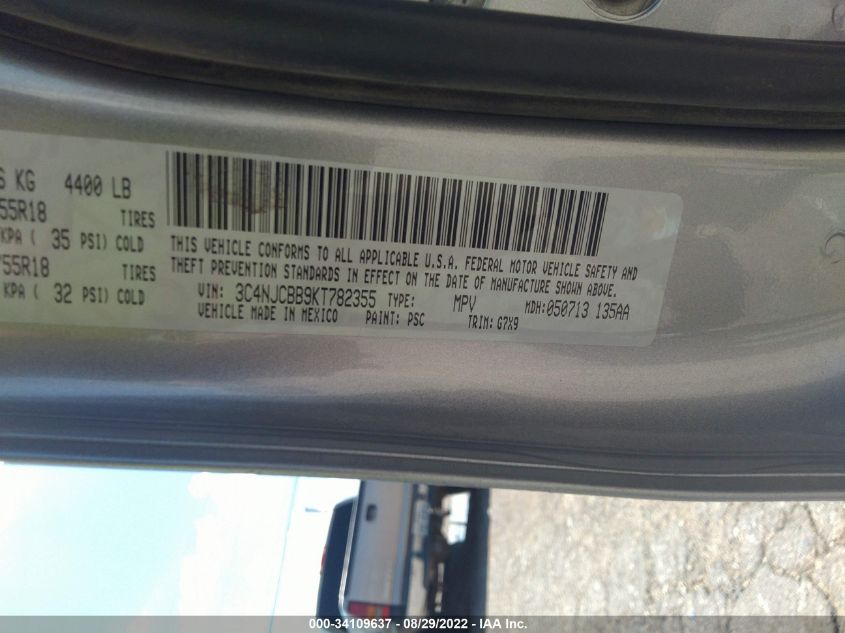 S KG 4400 LB
55R18 TIRES
KPA ( 35 PSI) COLD
55R18 TIRES
KPA ( 32 PSI) COLD
THIS VEHICLE CONFORMS TO ALL APPLICABLE U.S.A. FEDERAL MOTOR VEHICLE SAFETY AND
THEFT PREVENTION STANDARDS IN EFFECT ON THE DATE OF MANUFACTURE SHOWN ABOVE.
VIN: 3C4NJCBB9KT782355 TYPE: MPV MDH:050713 135AA
VEHICLE MADE IN MEXICO PAINT: PSC TRIM: G7X9
000-34109637 - 08/29/2022 - IAA Inc.